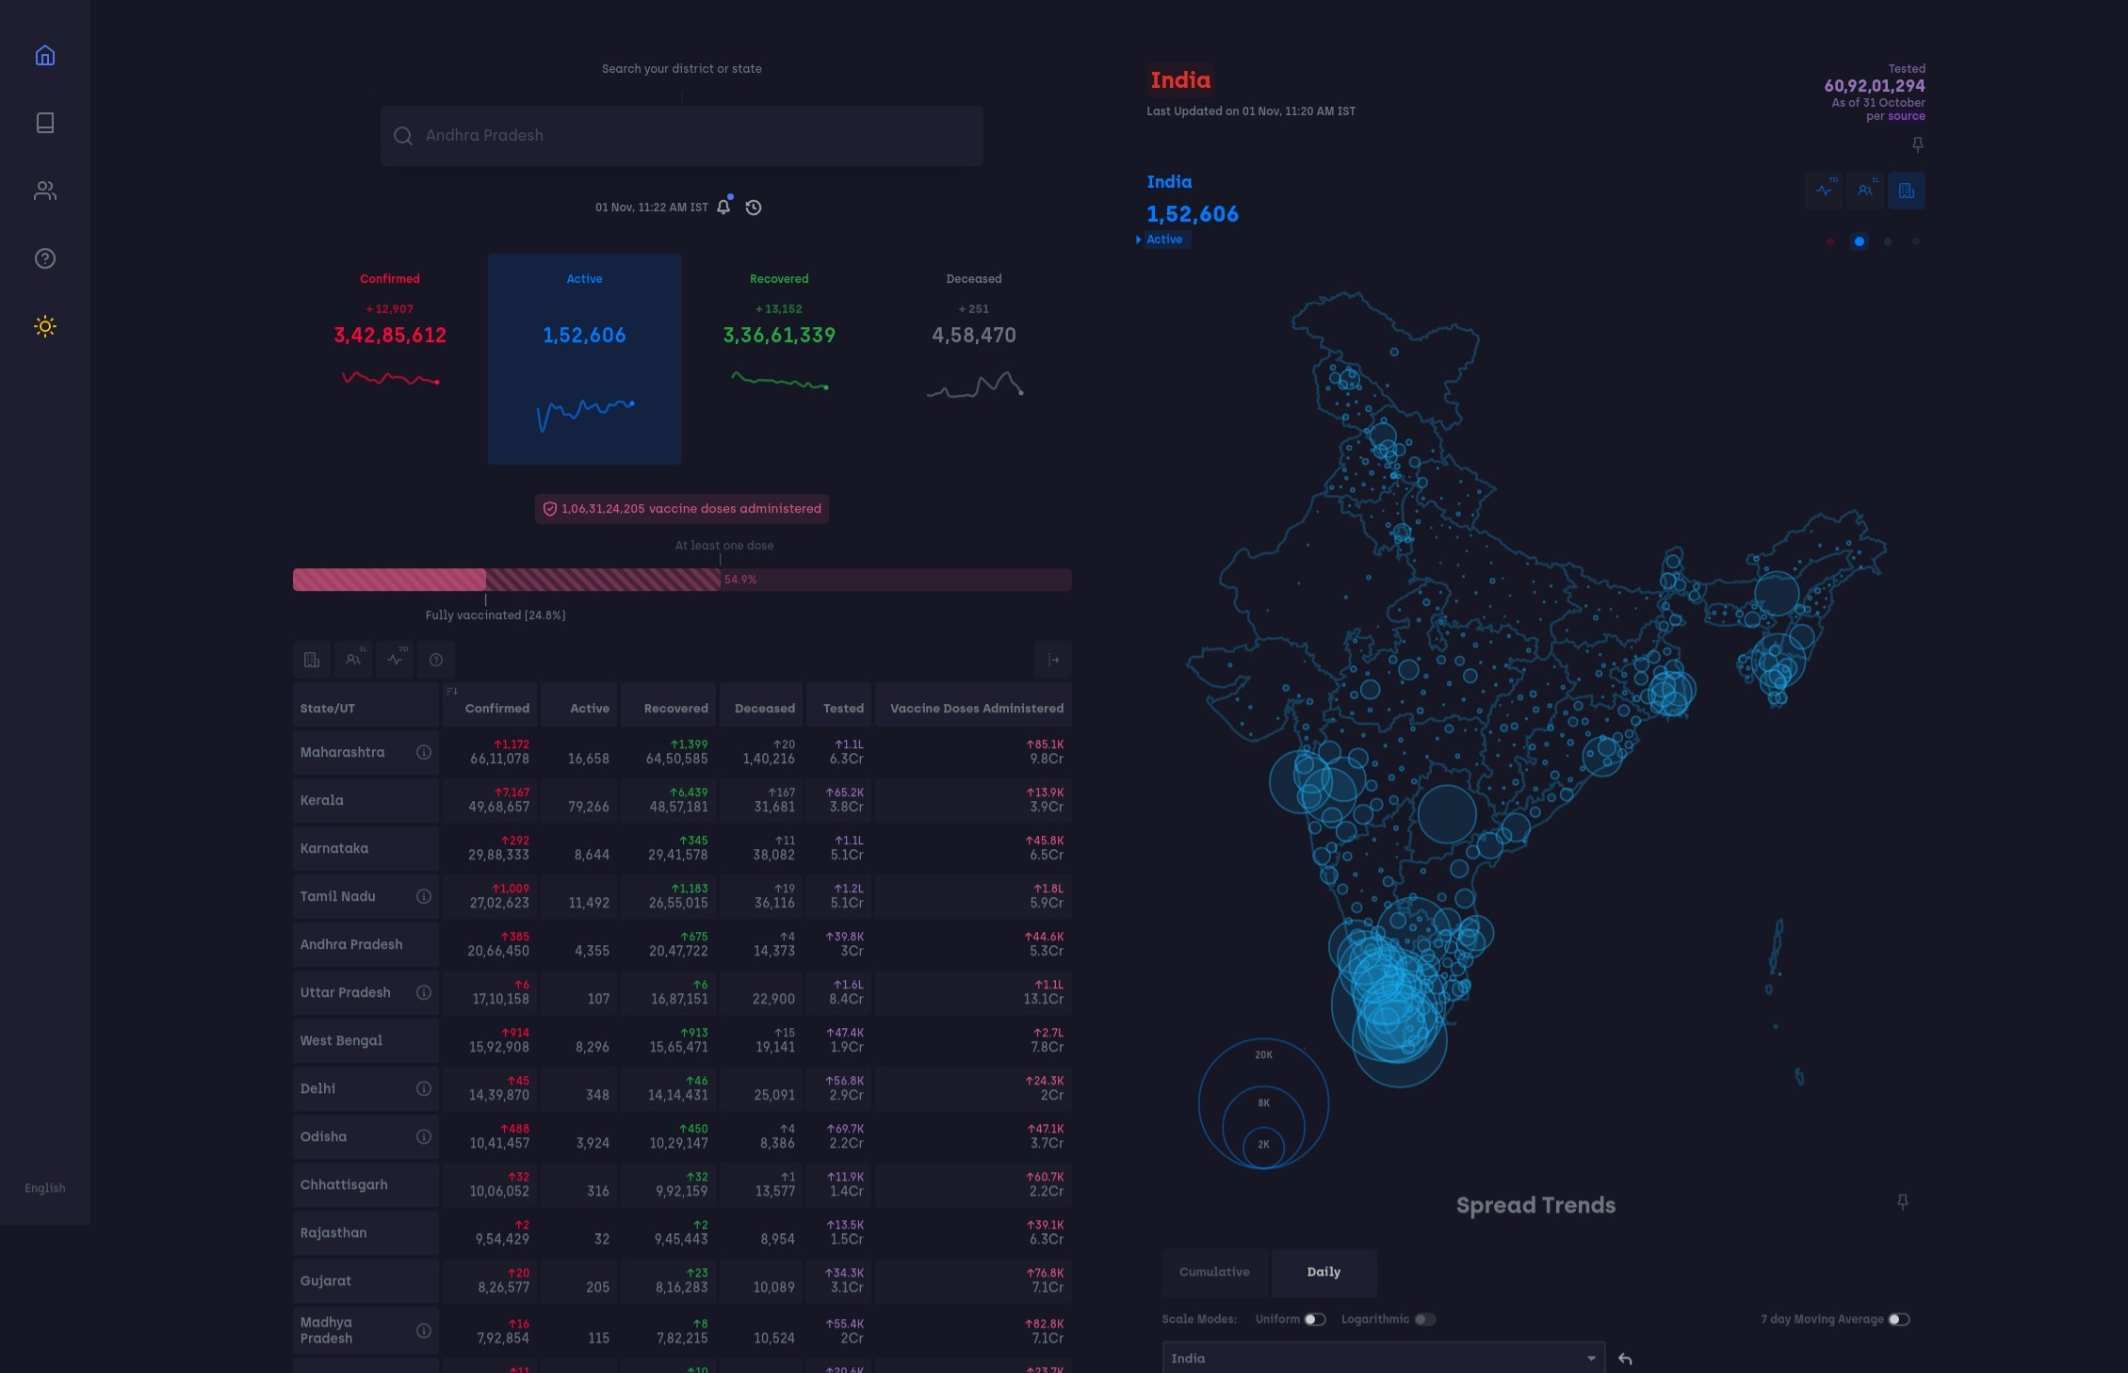 Search your district or state
Andhra Pradesh
01 Nov, 11:22 AM IST
Confirmed
+ 12,907
3,42,85,612
Active
1,52,606
Recovered
+ 13,152
3,36,61,339
Deceased
+ 251
4,58,470
1,06,31,24,205 vaccine doses administered
At least one dose
54.9%
Fully vaccinated (24.8%)
1L
7D
State/UT Confirmed Active Recovered Deceased Tested Vaccine Doses Administered
↑1,172 ↑1,399 ↑20 ↑1.1L ↑85.1K
Maharashtra 66,11,078 16,658 64,50,585 1,40,216 6.3Cr 9.8Cr
↑7,167 ↑6,439 ↑167 ↑65.2K ↑13.9K
Kerala 49,68,657 79,266 48,57,181 31,681 3.8Cr 3.9Cr
↑292 ↑345 ↑11 ↑1.1L ↑45.8K
Karnataka 29,88,333 8,644 29,41,578 38,082 5.1Cr 6.5Cr
↑1,009 ↑1,183 ↑19 ↑1.2L ↑1.8L
Tamil Nadu 27,02,623 11,492 26,55,015 36,116 5.1Cr 5.9Cr
↑385 ↑675 ↑4 ↑39.8K ↑44.6K
Andhra Pradesh 20,66,450 4,355 20,47,722 14,373 3Cr 5.3Cr
↑6 ↑6 ↑1.6L ↑1.1L
Uttar Pradesh 17,10,158 107 16,87,151 22,900 8.4Cr 13.1Cr
↑914 ↑913 ↑15 ↑47.4K ↑2.7L
West Bengal 15,92,908 8,296 15,65,471 19,141 1.9Cr 7.8Cr
↑45 ↑46 ↑56.8K ↑24.3K
Delhi 14,39,870 348 14,14,431 25,091 2.9Cr 2Cr
↑488 ↑450 ↑4 ↑69.7K ↑47.1K
Odisha 10,41,457 3,924 10,29,147 8,386 2.2Cr 3.7Cr
↑32 ↑32 ↑1 ↑11.9K ↑60.7K
Chhattisgarh 10,06,052 316 9,92,159 13,577 1.4Cr 2.2Cr
↑2 ↑2 ↑13.5K ↑39.1K
Rajasthan 9,54,429 32 9,45,443 8,954 1.5Cr 6.3Cr
↑20 ↑23 ↑34.3K ↑76.8K
Gujarat 8,26,577 205 8,16,283 10,089 3.1Cr 7.1Cr
↑16 ↑8 ↑55.4K ↑82.8K
Madhya Pradesh 7,92,854 115 7,82,215 10,524 2Cr 7.1Cr
↑11 ↑10 ↑20.6K ↑23.7K
English
India
Last Updated on 01 Nov, 11:20 AM IST
Tested
60,92,01,294
As of 31 October
per source
India
1,52,606
Active
7D
1L
20K
8K
2K
Spread Trends
Cumulative Daily
Scale Modes: Uniform Logarithmic 7 day Moving Average
India